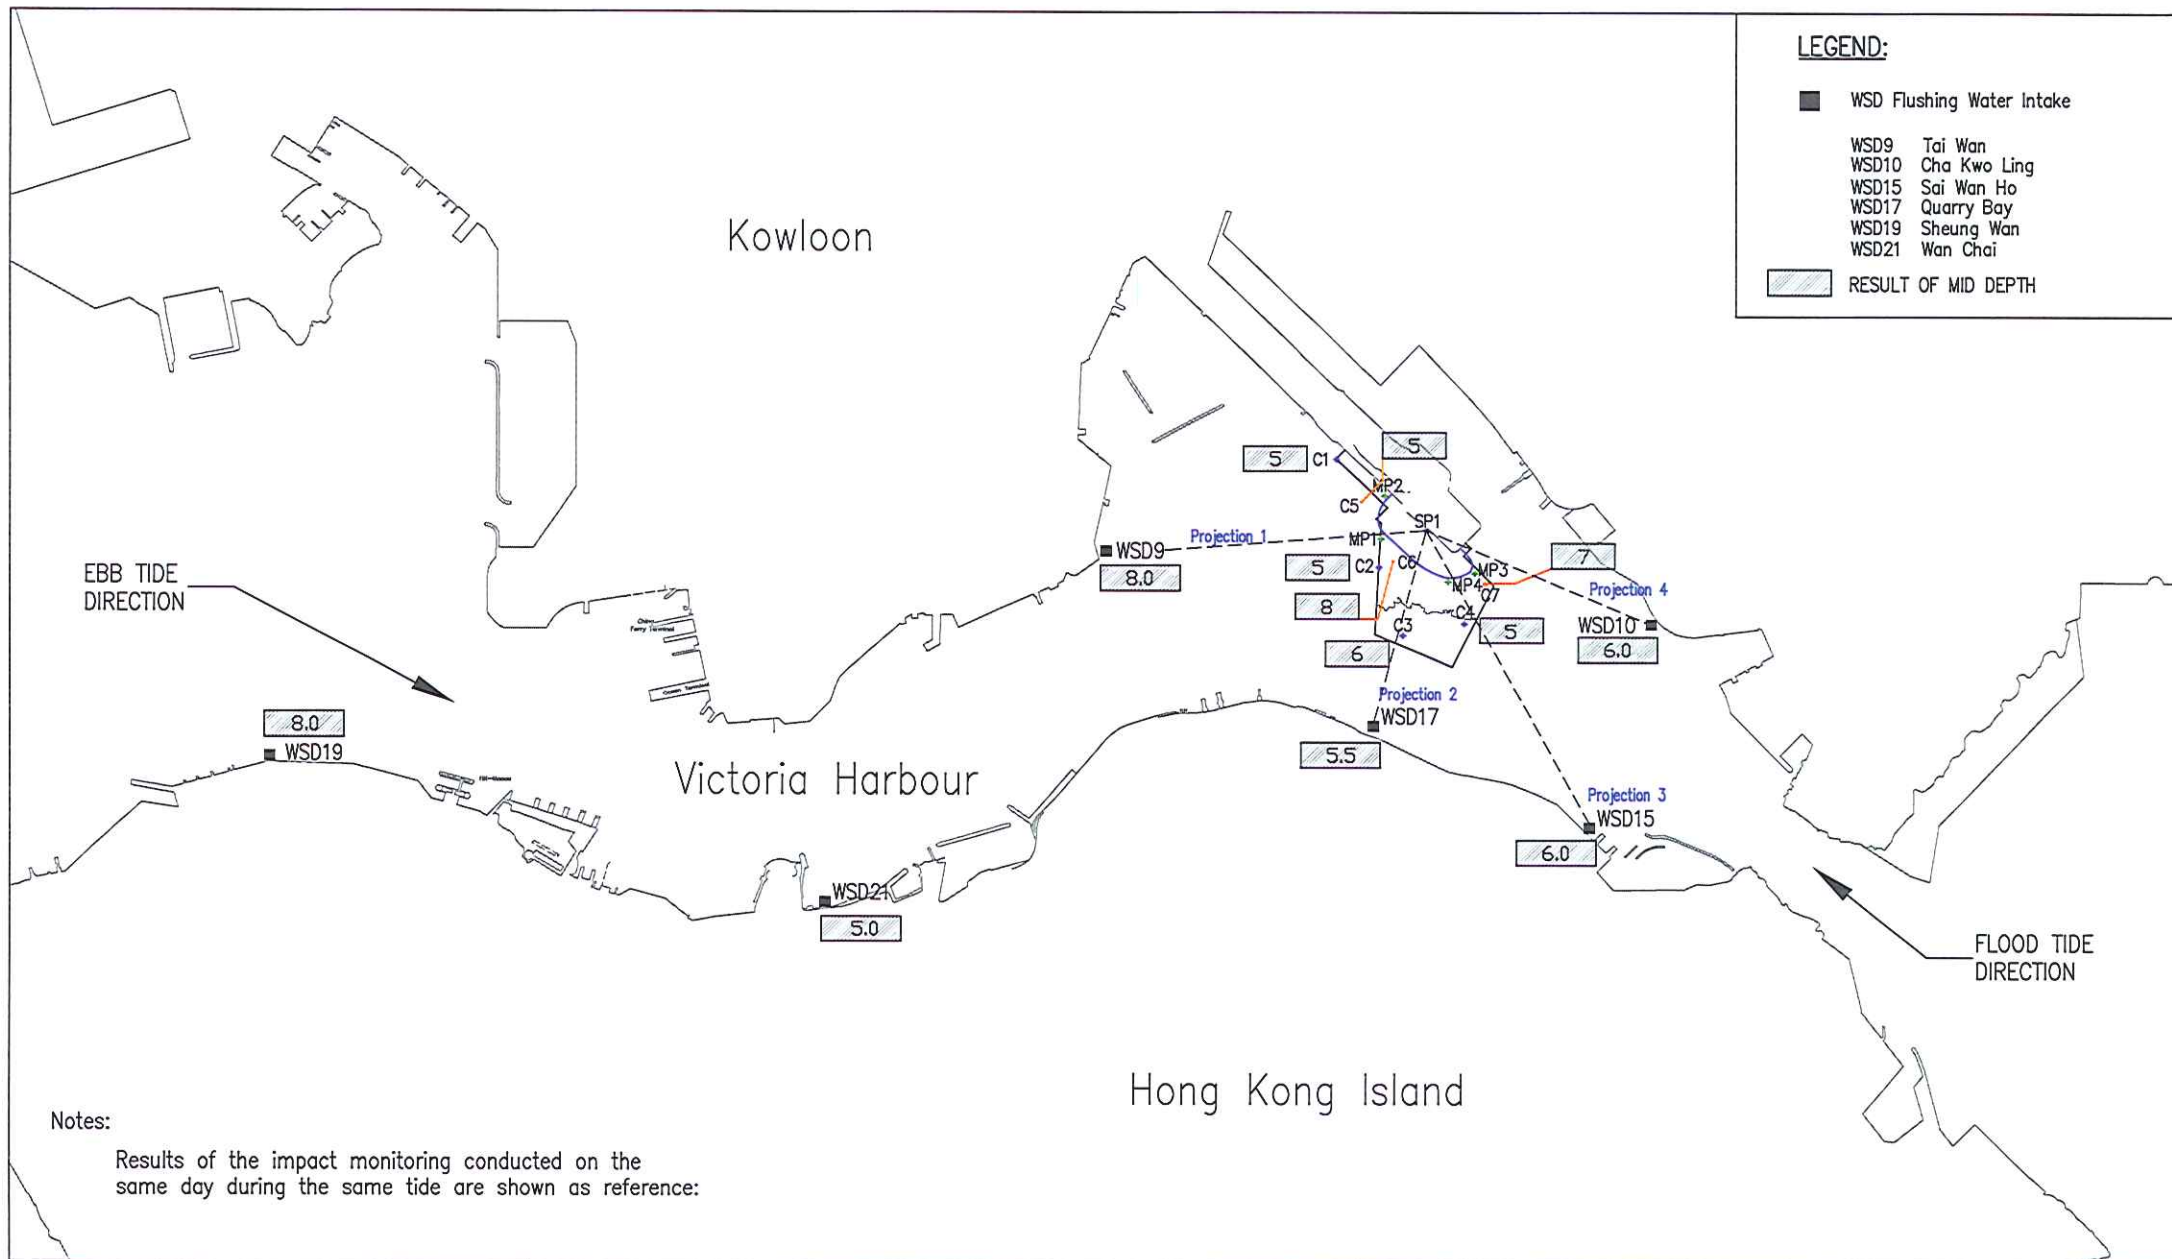 LEGEND:
WSD Flushing Water Intake
WSD9 Tai Wan
WSD10 Cha Kwo Ling
WSD15 Sai Wan Ho
WSD17 Quarry Bay
WSD19 Sheung Wan
WSD21 Wan Chai
RESULT OF MID DEPTH
Kowloon
5
5 C1
MP2
C5
SP1
Projection 1
MP1
WSD9
8.0
7
5 C2
C6
MP3
MP4
C7
Projection 4
8
C4
C3
5
WSD10
6.0
6
EBB TIDE
DIRECTION
China
Ferry Terminal
Ocean Terminal
Projection 2
WSD17
5.5
8.0
WSD19
Victoria Harbour
Projection 3
WSD15
6.0
WSD21
5.0
FLOOD TIDE
DIRECTION
Hong Kong Island
Notes:
Results of the impact monitoring conducted on the
same day during the same tide are shown as reference: